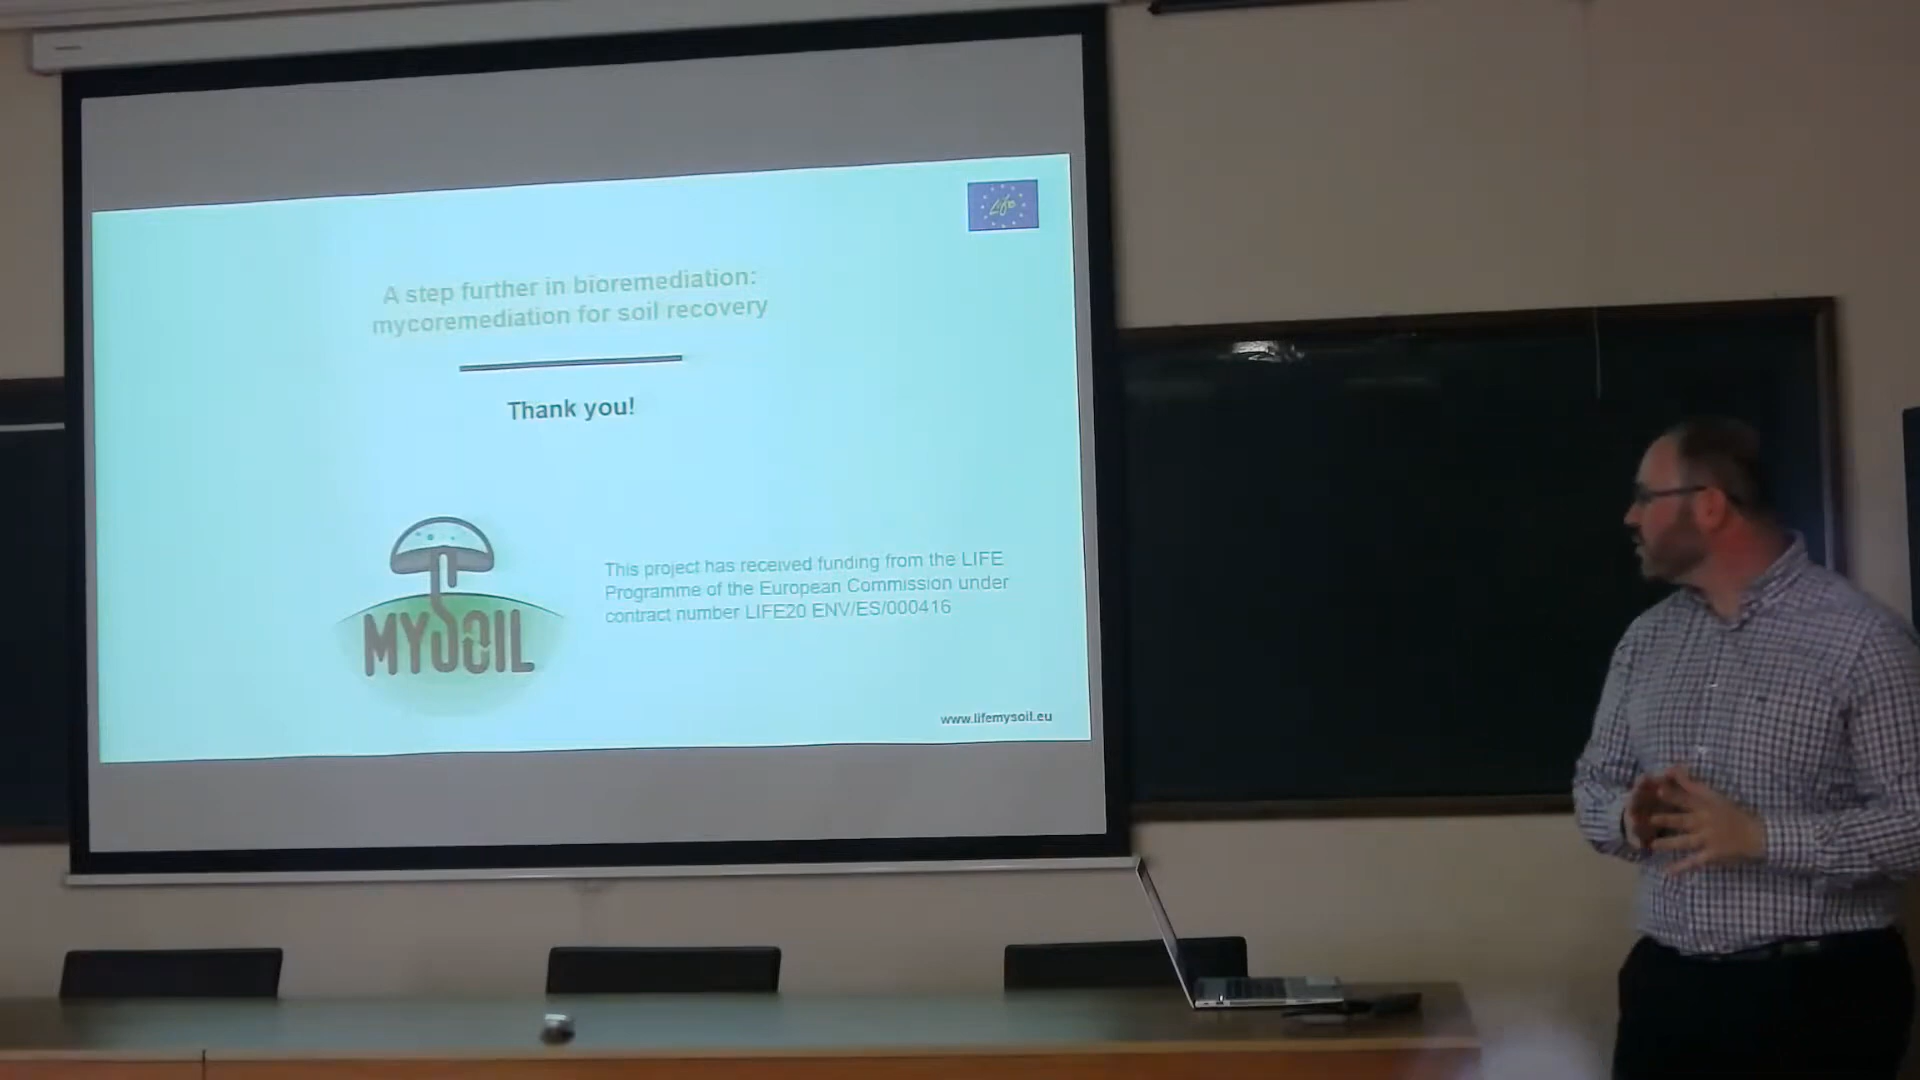 Life
A step further in bioremediation:
mycoremediation for soil recovery
Thank you!
MYSOIL
This project has received funding from the LIFE
Programme of the European Commission under
contract number LIFE20 ENV/ES/000416
www.lifemysoil.eu